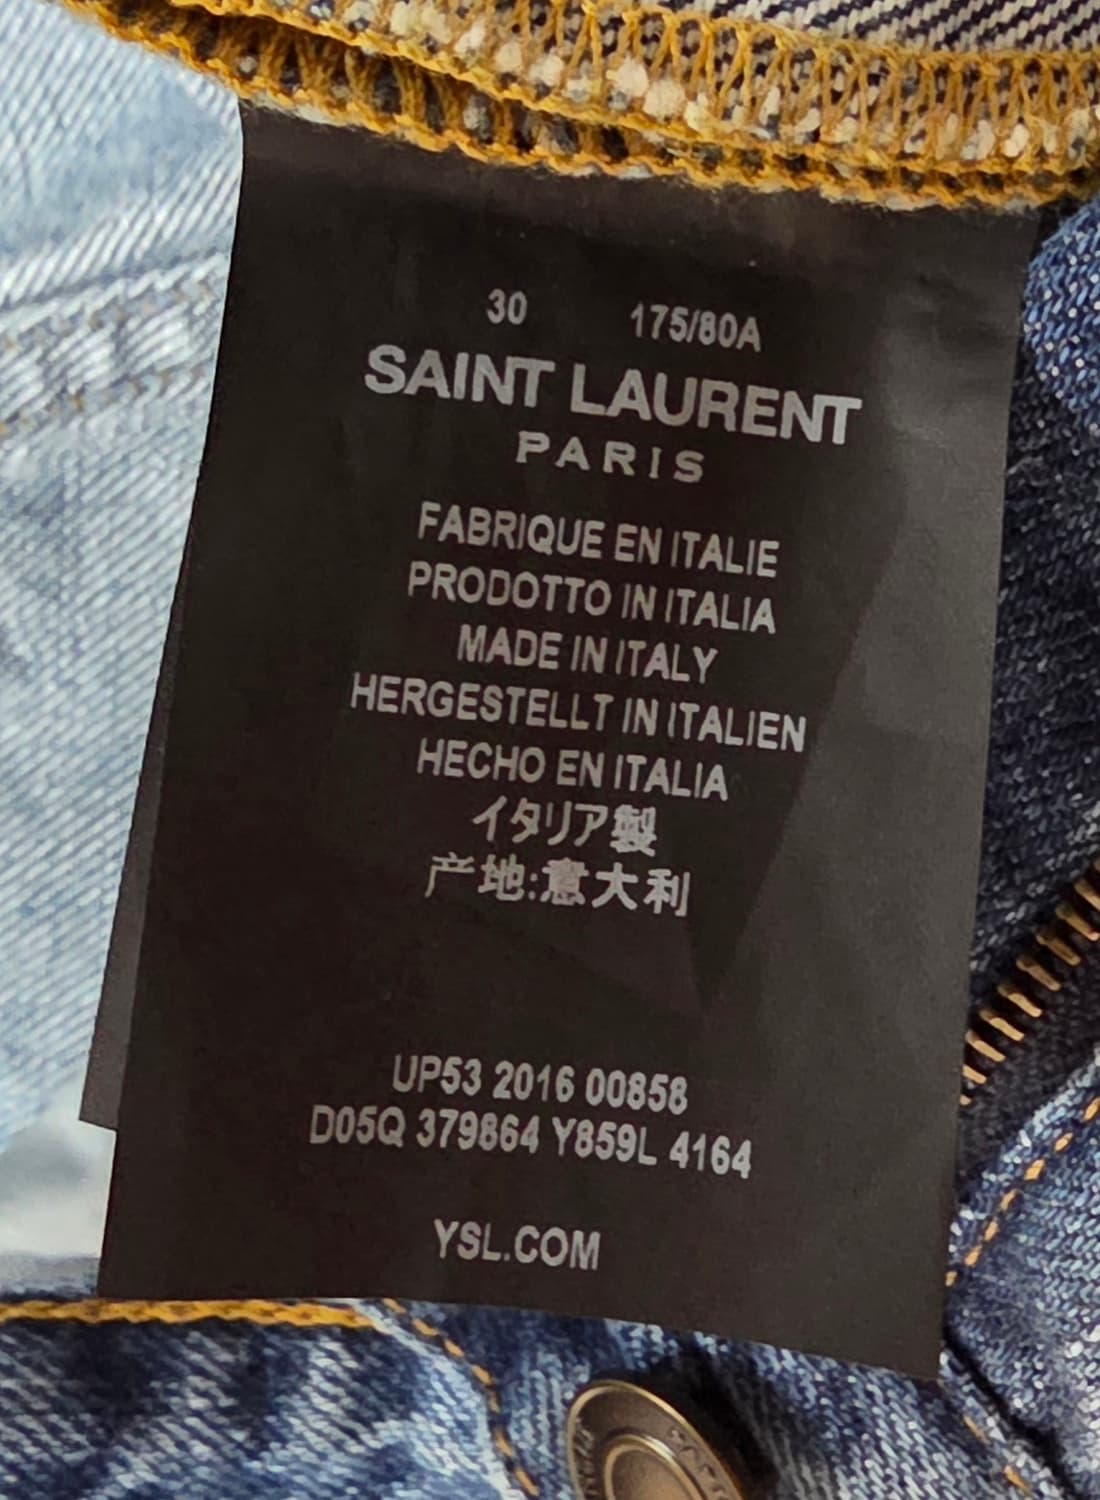 30 175/80A
SAINT LAURENT
PARIS
FABRIQUE EN ITALIE
PRODOTTO IN ITALIA
MADE IN ITALY
HERGESTELLT IN ITALIEN
HECHO EN ITALIA
イタリア製
产地:意大利
UP53 2016 00858
D05Q 379864 Y859L 4164
YSL.COM